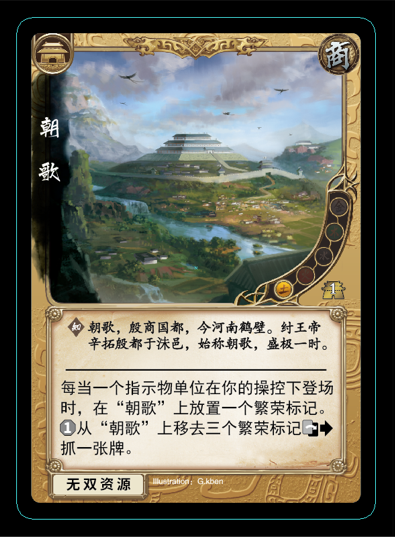 商
朝歌
1
知 朝歌，殷商国都，今河南鹤壁。纣王帝
辛拓殷都于沫邑，始称朝歌，盛极一时。
每当一个指示物单位在你的操控下登场
时，在“朝歌”上放置一个繁荣标记。
1从“朝歌”上移去三个繁荣标记
抓一张牌。
无双资源
Illustration：G.kben